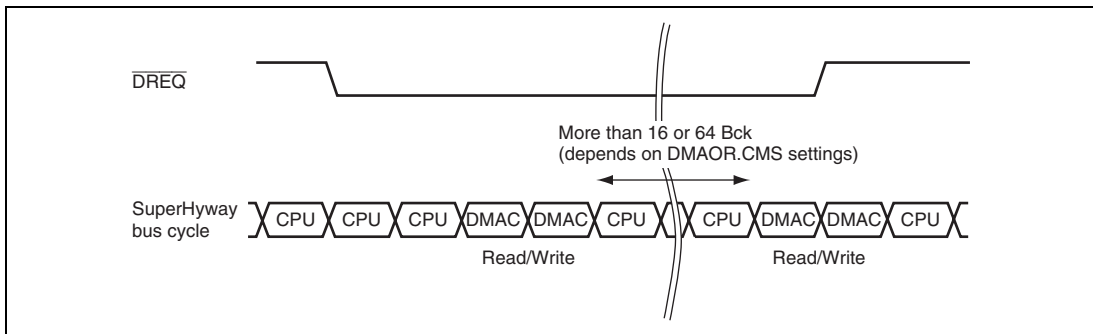 DREQ
More than 16 or 64 Bck
(depends on DMAOR.CMS settings)
SuperHyway
bus cycle
CPU CPU CPU DMAC DMAC CPU CPU DMAC DMAC CPU
Read/Write Read/Write